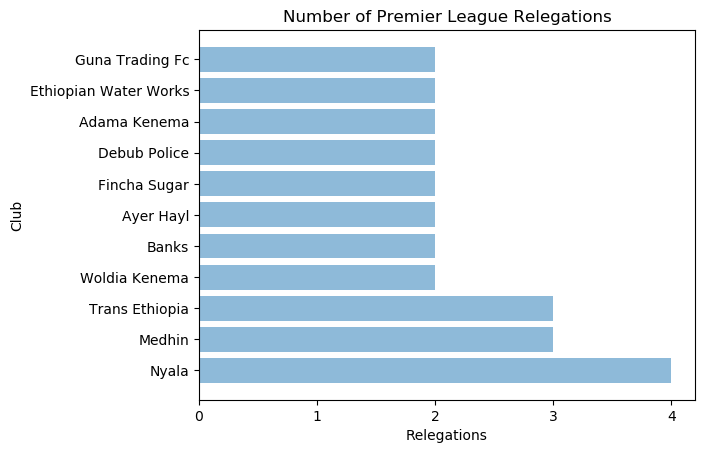 Number of Premier League Relegations
Club
Guna Trading Fc
Ethiopian Water Works
Adama Kenema
Debub Police
Fincha Sugar
Ayer Hayl
Banks
Woldia Kenema
Trans Ethiopia
Medhin
Nyala
0 1 2 3 4
Relegations